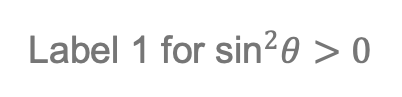 Label 1 for sin²θ > 0